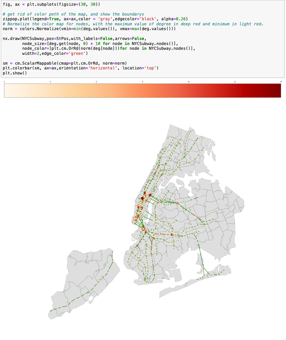 fig, ax = plt.subplots(figsize=(30, 30))
# get rid of color path of the map, and show the boundarys
zippop.plot(legend=True, ax=ax,color = 'gray',edgecolor='black', alpha=0.26)
# Normalize the color map for nodes, with the maximum value of degree in deep red and minimum in light red.
norm = colors.Normalize(vmin=min(deg.values()), vmax=max(deg.values()))
nx.draw(NYCSubway,pos=StPos,with_labels=False,arrows=False,
node_size=[deg.get(node, 0) * 10 for node in NYCSubway.nodes()],
node_color=[plt.cm.OrRd(norm(deg[node]))for node in NYCSubway.nodes()],
width=2,edge_color='green')
sm = cm.ScalarMappable(cmap=plt.cm.OrRd, norm=norm)
plt.colorbar(sm, ax=ax,orientation='horizontal', location='top')
plt.show()